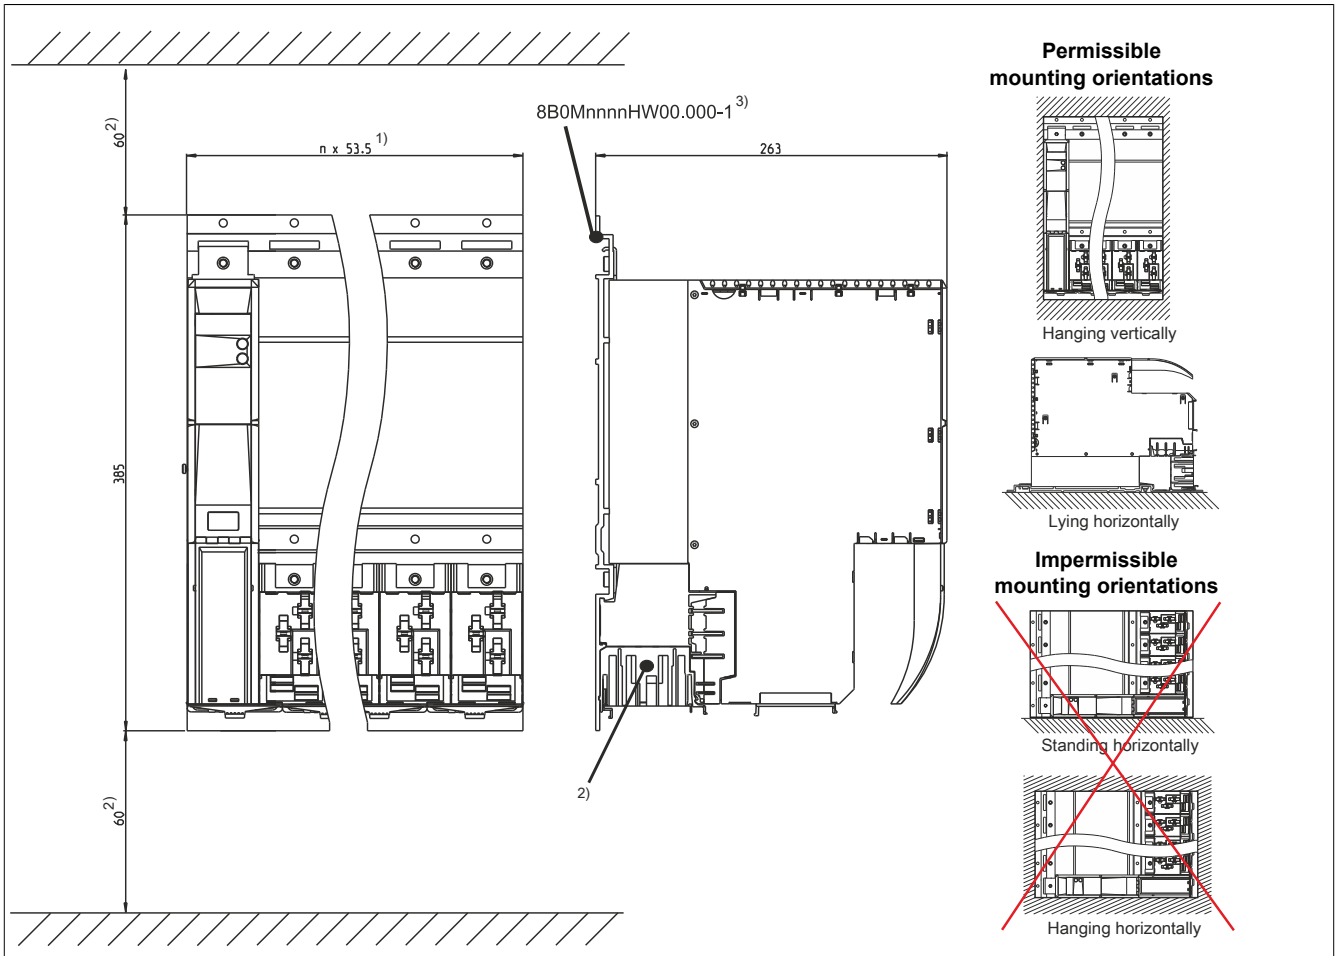 60 2)
n x 53.5 1)
8B0MnnnnHW00.000-1 3)
263
385
60 2)
2)
Permissible
mounting orientations
Hanging vertically
Lying horizontally
Impermissible
mounting orientations
Standing horizontally
Hanging horizontally